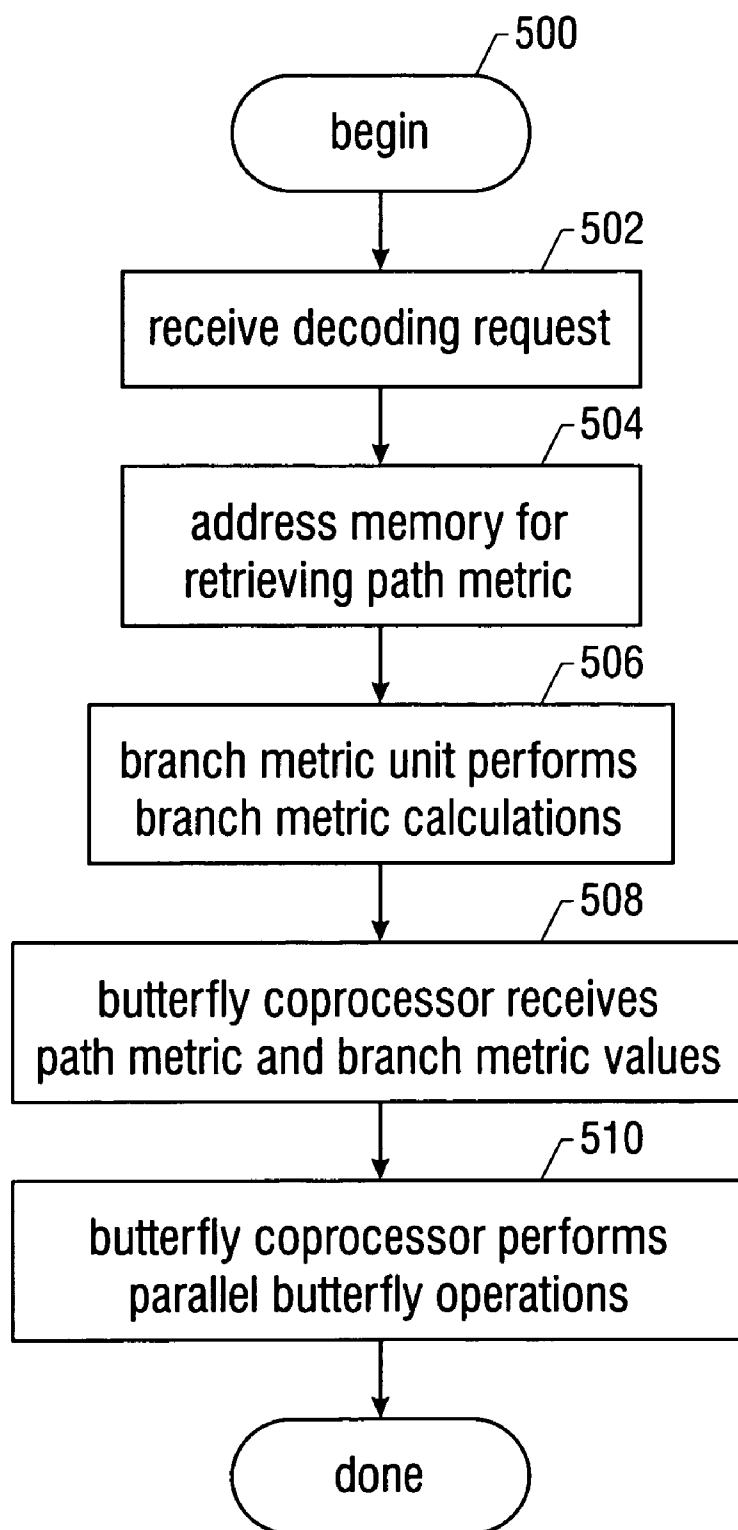 500
begin
502
receive decoding request
504
address memory for
retrieving path metric
506
branch metric unit performs
branch metric calculations
508
butterfly coprocessor receives
path metric and branch metric values
510
butterfly coprocessor performs
parallel butterfly operations
done